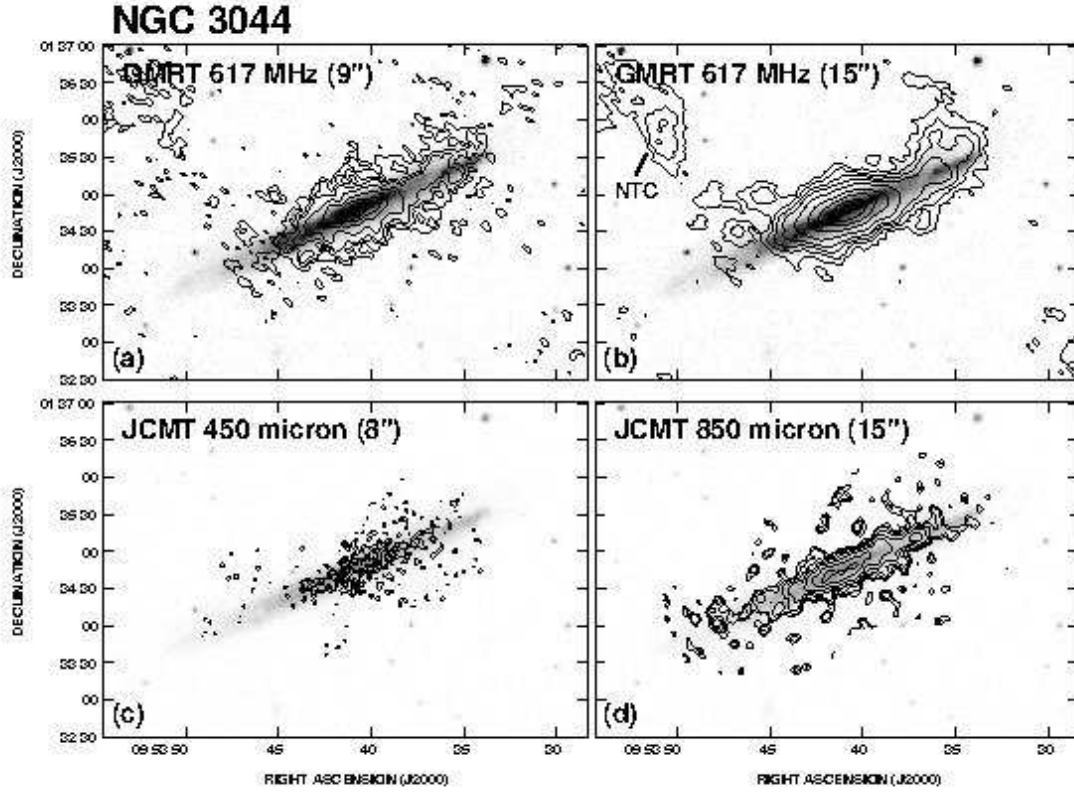 NGC 3044
GMRT 617 MHz (9")
GMRT 617 MHz (15")
NTC
(a)
(b)
JCMT 450 micron (8")
JCMT 850 micron (15")
(c)
(d)
DECLINATION (J2000)
01 37 00
36 30
00
35 30
00
34 30
00
33 30
00
32 30
DECLINATION (J2000)
01 37 00
36 30
00
35 30
00
34 30
00
33 30
00
32 30
09 53 50
45
40
35
30
50
45
40
35
30
RIGHT ASCENSION (J2000)
RIGHT ASCENSION (J2000)